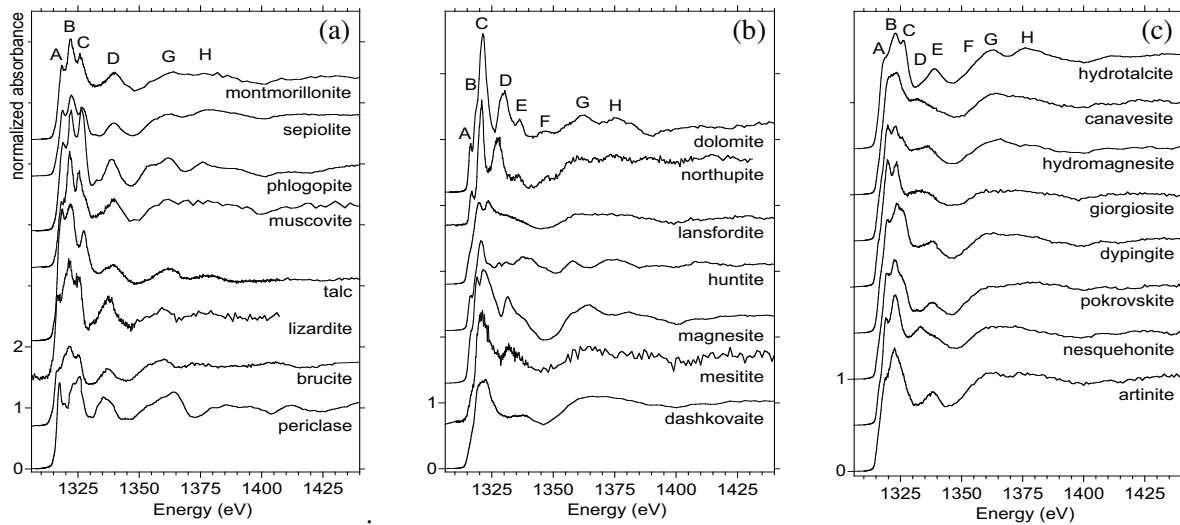 (a)
B
A
C
D
G
H
montmorillonite
sepiolite
phlogopite
muscovite
talc
lizardite
brucite
periclase
normalized absorbance
2
1
0
1325
1350
1375
1400
1425
Energy (eV)
.
(b)
C
B
D
A
E
F
G
H
dolomite
northupite
lansfordite
huntite
magnesite
mesitite
dashkovaite
1
0
1325
1350
1375
1400
1425
Energy (eV)
(c)
B
A
C
D
E
F
G
H
hydrotalcite
canavesite
hydromagnesite
giorgiosite
dypingite
pokrovskite
nesquehonite
artinite
1
0
1325
1350
1375
1400
1425
Energy (eV)